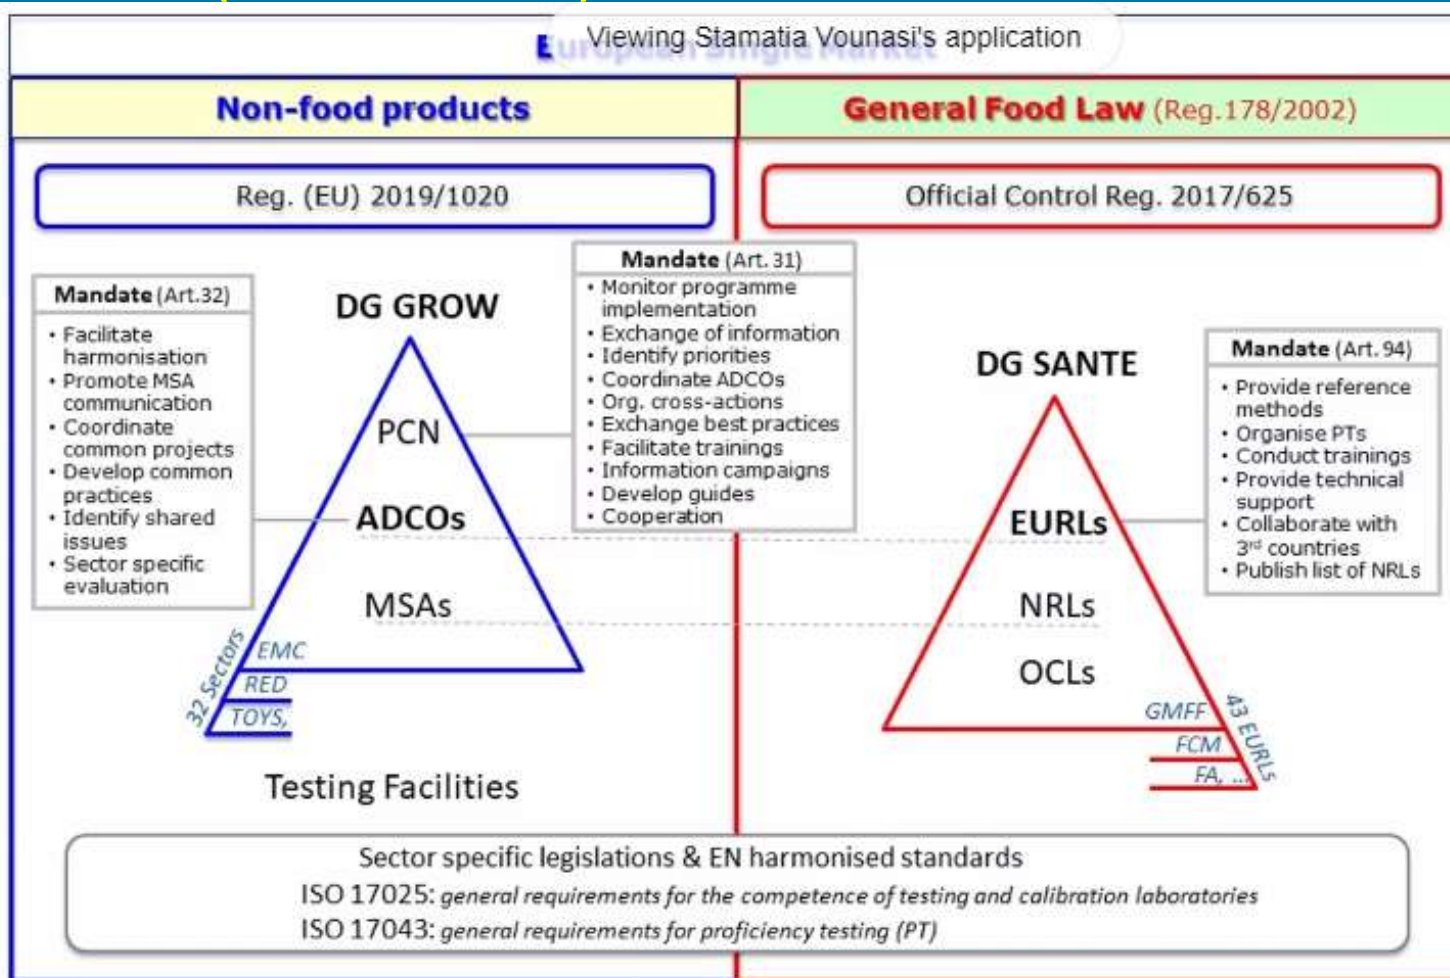 Viewing Stamatia Vounasi's application
European Single Market
Non-food products
General Food Law (Reg.178/2002)
Reg. (EU) 2019/1020
Official Control Reg. 2017/625
Mandate (Art.32)
• Facilitate
harmonisation
• Promote MSA
communication
• Coordinate
common projects
• Develop common
practices
• Identify shared
issues
• Sector specific
evaluation
DG GROW
PCN
ADCOs
MSAs
32 Sectors
EMC
RED
TOYS,
Testing Facilities
Mandate (Art. 31)
• Monitor programme
implementation
• Exchange of information
• Identify priorities
• Coordinate ADCOs
• Org. cross-actions
• Exchange best practices
• Facilitate trainings
• Information campaigns
• Develop guides
• Cooperation
DG SANTE
EURLs
NRLs
OCLs
GMFF
FCM
FA, ...
43 EURLs
Mandate (Art. 94)
• Provide reference
methods
• Organise PTs
• Conduct trainings
• Provide technical
support
• Collaborate with
3rd countries
• Publish list of NRLs
Sector specific legislations & EN harmonised standards
ISO 17025: general requirements for the competence of testing and calibration laboratories
ISO 17043: general requirements for proficiency testing (PT)